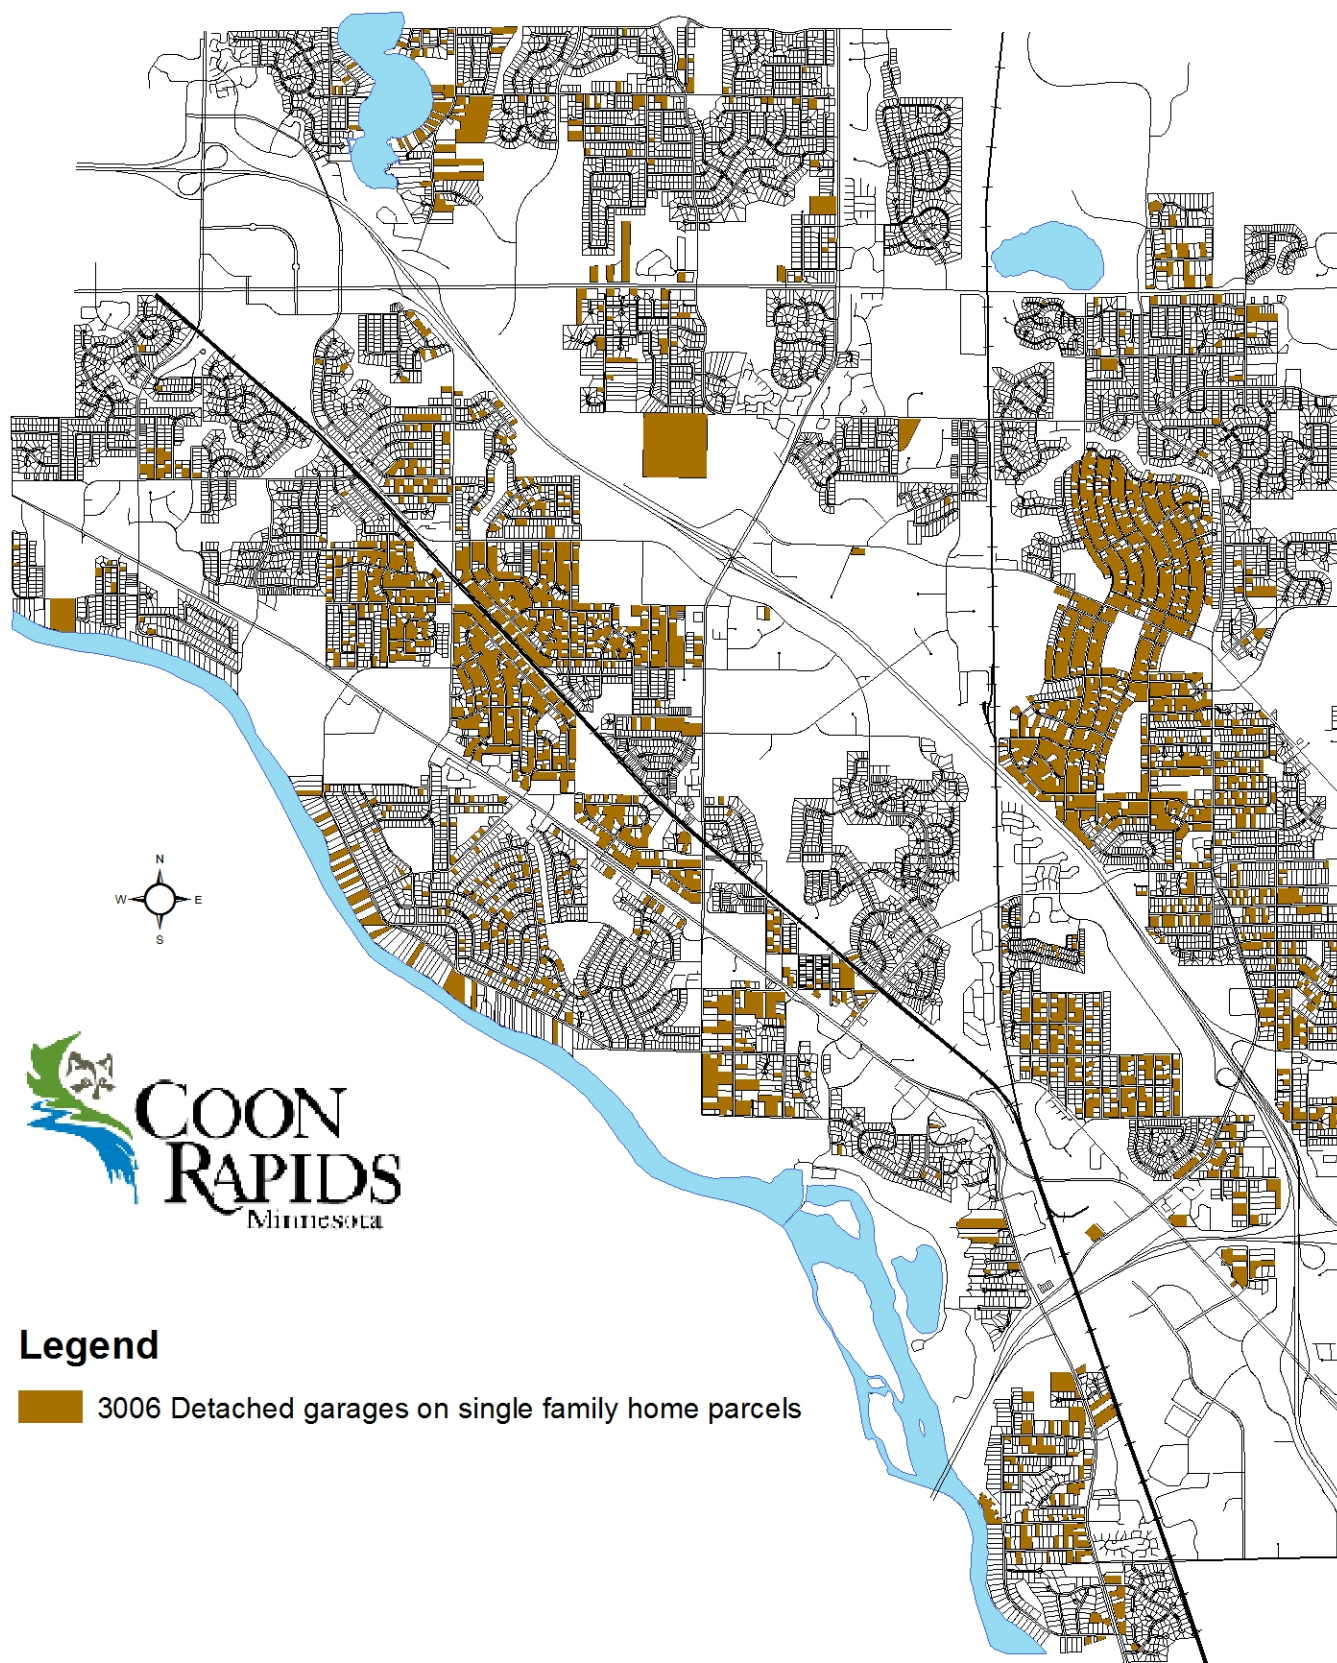 N
W E
S
COON
RAPIDS
Minnesota
Legend
3006 Detached garages on single family home parcels